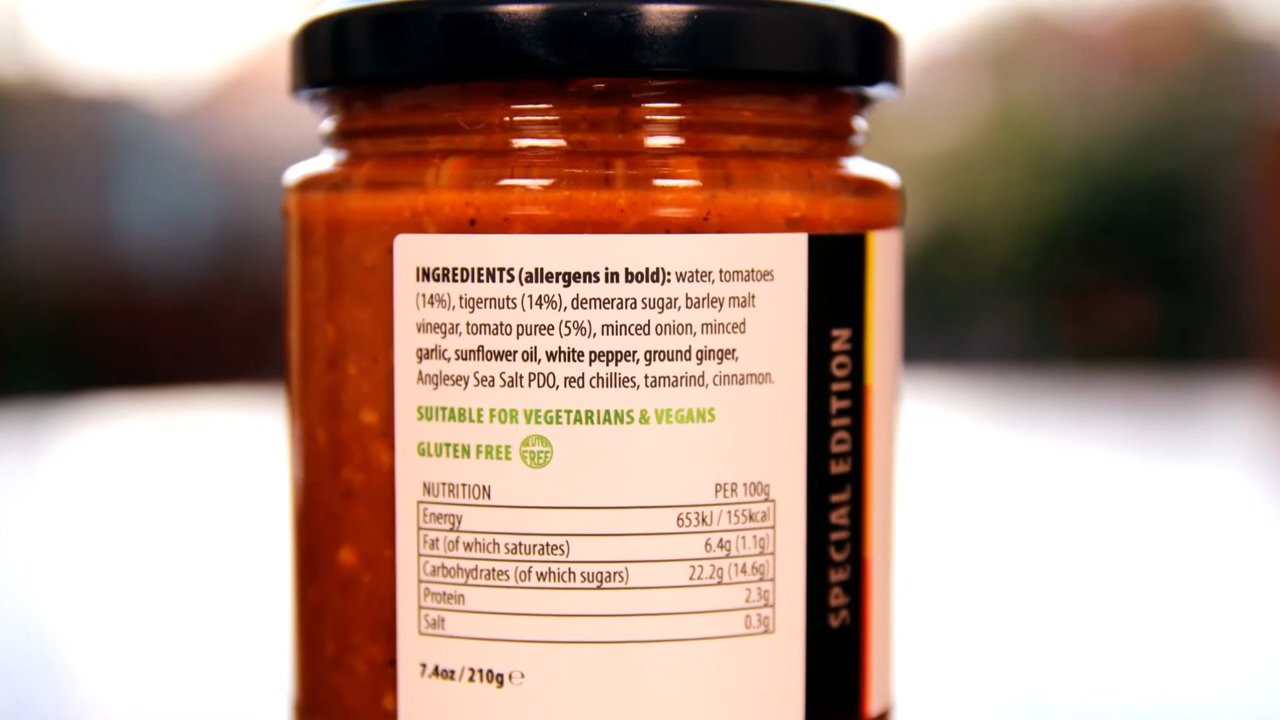 INGREDIENTS (allergens in bold): water, tomatoes
(14%), tigernuts (14%), demerara sugar, barley malt
vinegar, tomato puree (5%), minced onion, minced
garlic, sunflower oil, white pepper, ground ginger,
Anglesey Sea Salt PDO, red chillies, tamarind, cinnamon.
SUITABLE FOR VEGETARIANS & VEGANS
GLUTEN FREE
GLUTEN
FREE
NUTRITION PER 100g
Energy 653kJ / 155kcal
Fat (of which saturates) 6.4g (1.1g)
Carbohydrates (of which sugars) 22.2g (14.6g)
Protein 2.3g
Salt 0.3g
7.4oz / 210g ℮
SPECIAL EDITION